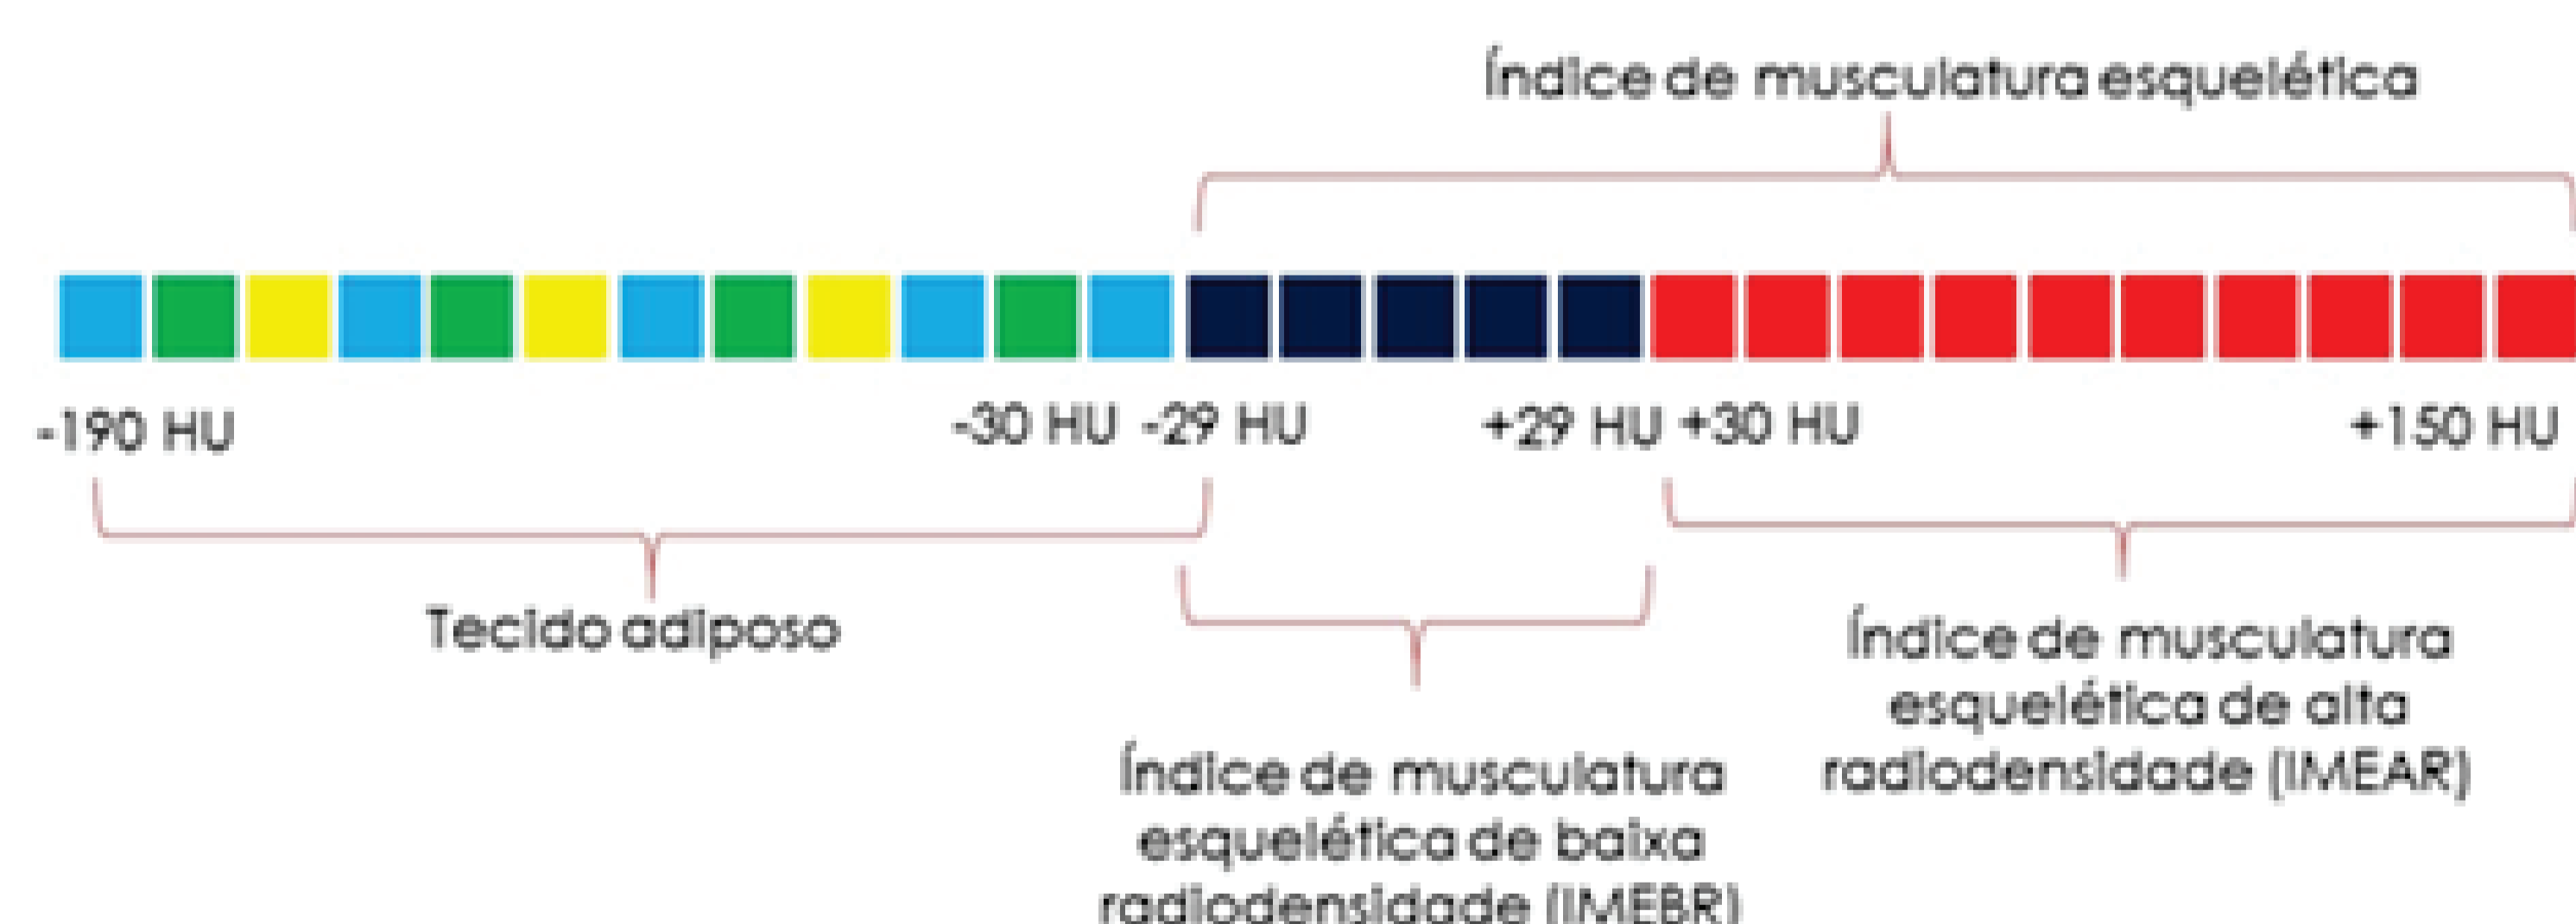 Índice de musculatura esquelética
-190 HU
-30 HU
-29 HU
+29 HU
+30 HU
+150 HU
Tecido adiposo
Índice de musculatura
esquelética de baixa
radiodensidade (IMEBR)
Índice de musculatura
esquelética de alta
radiodensidade (IMEAR)